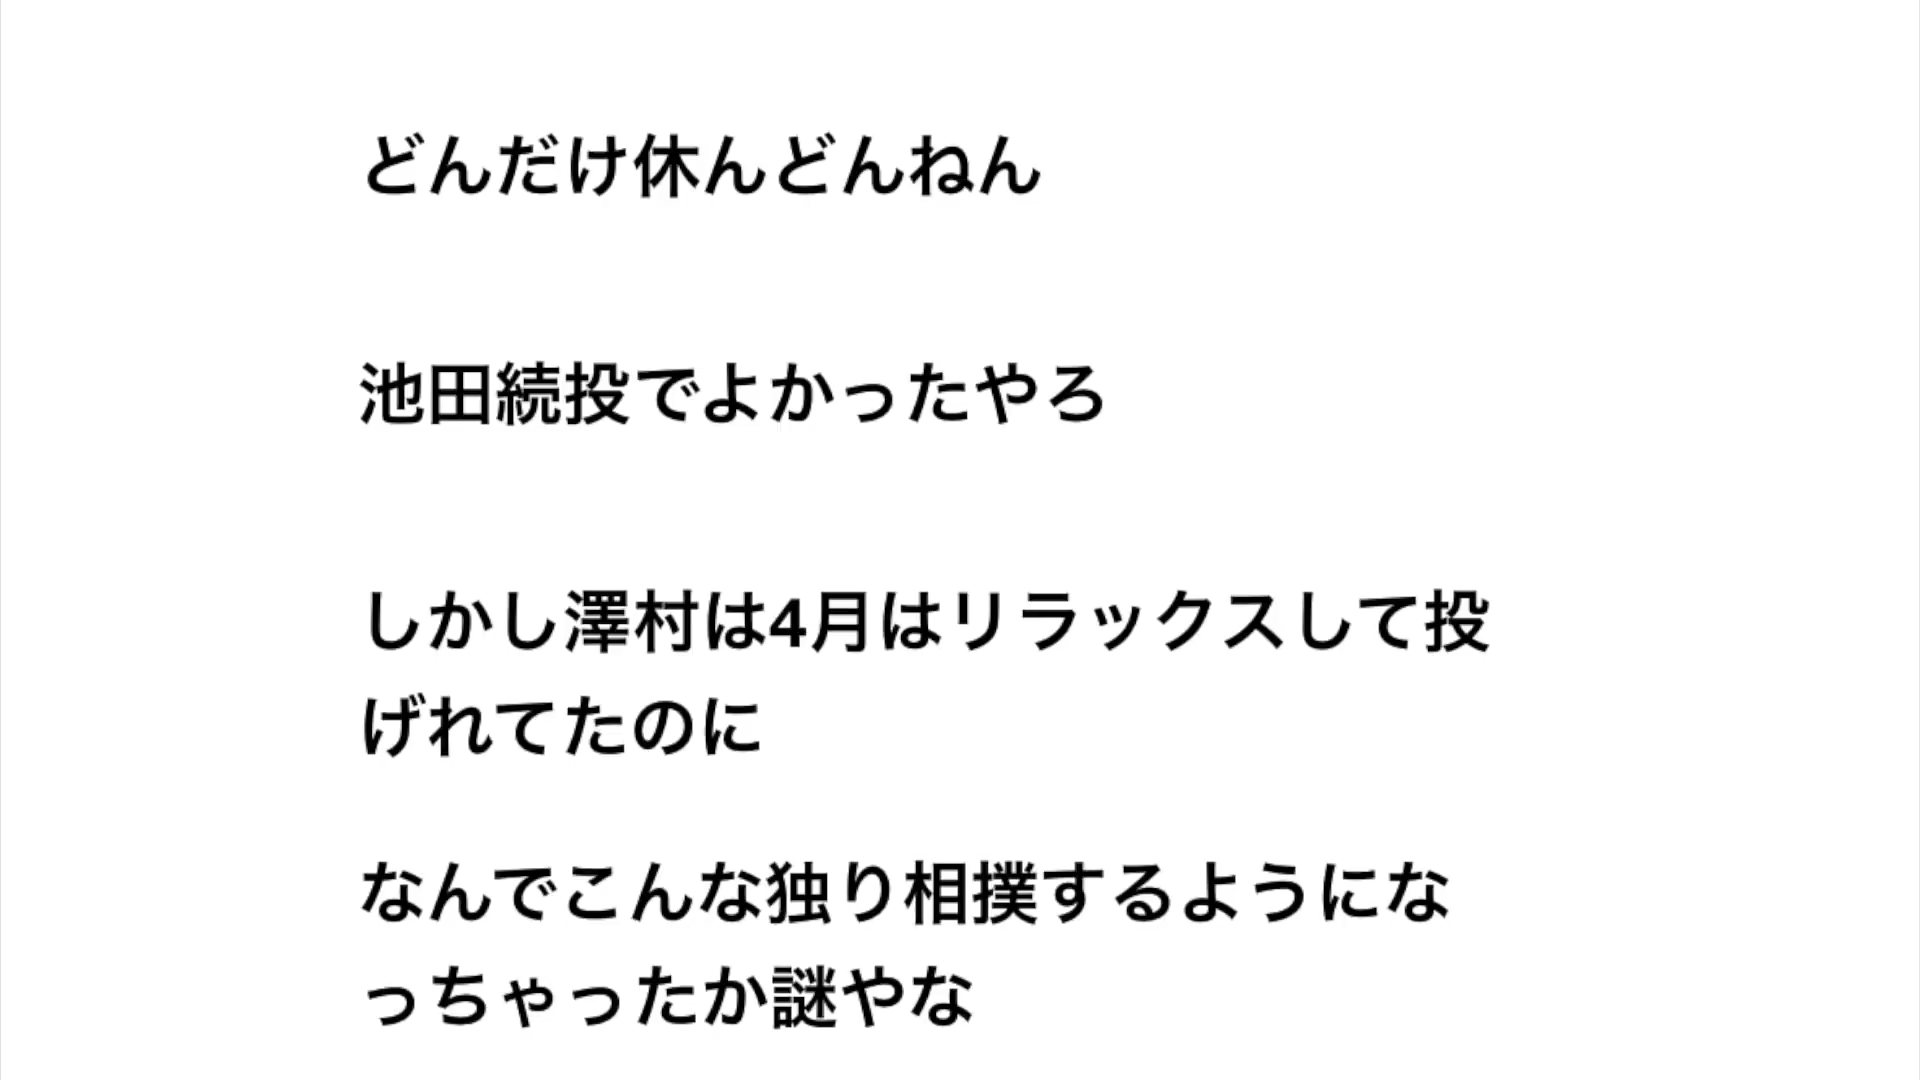 どんだけ休んどんねん
池田続投でよかったやろ
しかし澤村は4月はリラックスして投
げれてたのに
なんでこんな独り相撲するようにな
っちゃったか謎やな